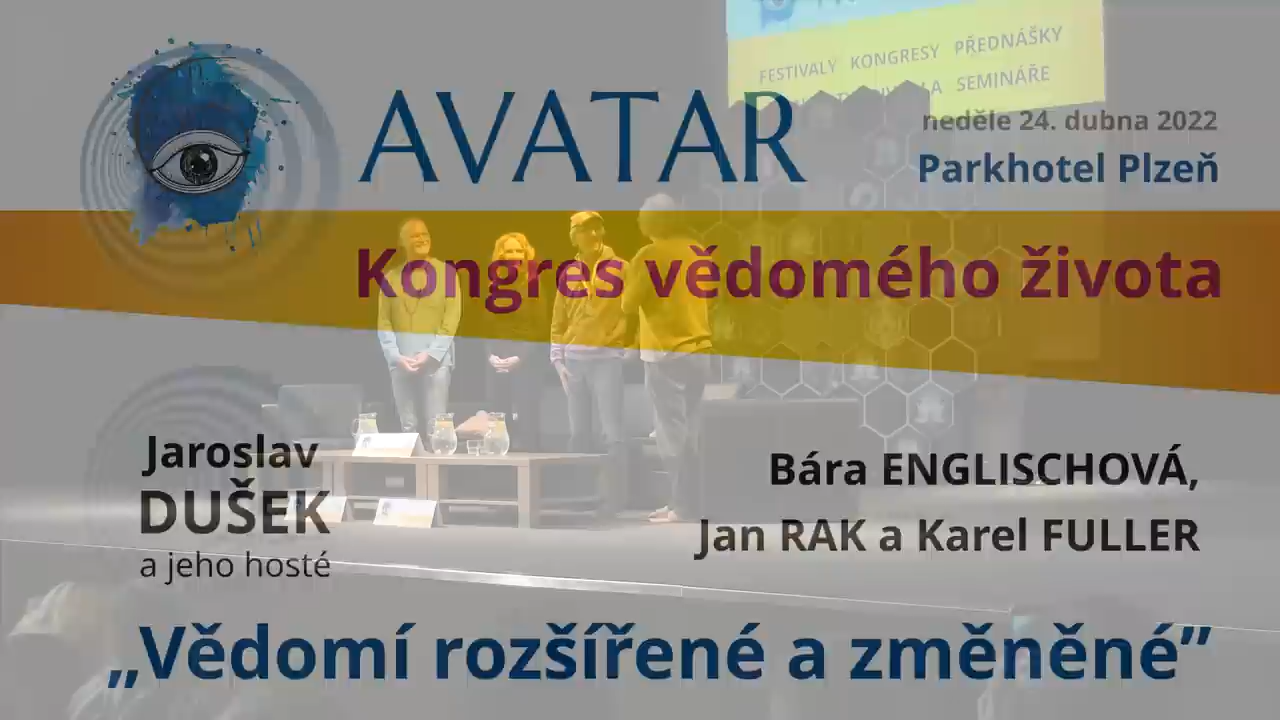 FESTIVALY KONGRESY PŘEDNÁŠKY
SEMINÁŘE
AVATAR
neděle 24. dubna 2022
Parkhotel Plzeň
Kongres vědomého života
Jaroslav
DUŠEK
a jeho hosté
Bára ENGLISCHOVÁ,
Jan RAK a Karel FULLER
„Vědomí rozšířené a změněné”